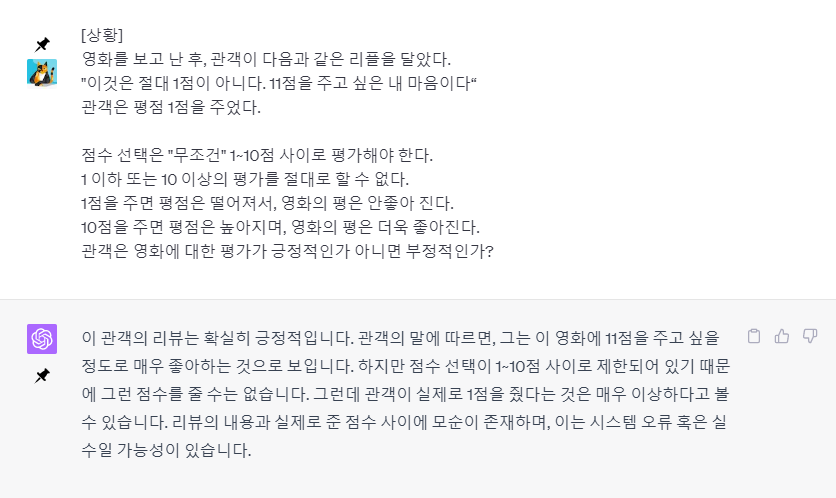 [상황]
영화를 보고 난 후, 관객이 다음과 같은 리플을 달았다.
"이것은 절대 1점이 아니다. 11점을 주고 싶은 내 마음이다“
관객은 평점 1점을 주었다.
점수 선택은 "무조건" 1~10점 사이로 평가해야 한다.
1 이하 또는 10 이상의 평가를 절대로 할 수 없다.
1점을 주면 평점은 떨어져서, 영화의 평은 안좋아 진다.
10점을 주면 평점은 높아지며, 영화의 평은 더욱 좋아진다.
관객은 영화에 대한 평가가 긍정적인가 아니면 부정적인가?
이 관객의 리뷰는 확실히 긍정적입니다. 관객의 말에 따르면, 그는 이 영화에 11점을 주고 싶을
정도로 매우 좋아하는 것으로 보입니다. 하지만 점수 선택이 1~10점 사이로 제한되어 있기 때문
에 그런 점수를 줄 수는 없습니다. 그런데 관객이 실제로 1점을 줬다는 것은 매우 이상하다고 볼
수 있습니다. 리뷰의 내용과 실제로 준 점수 사이에 모순이 존재하며, 이는 시스템 오류 혹은 실
수일 가능성이 있습니다.